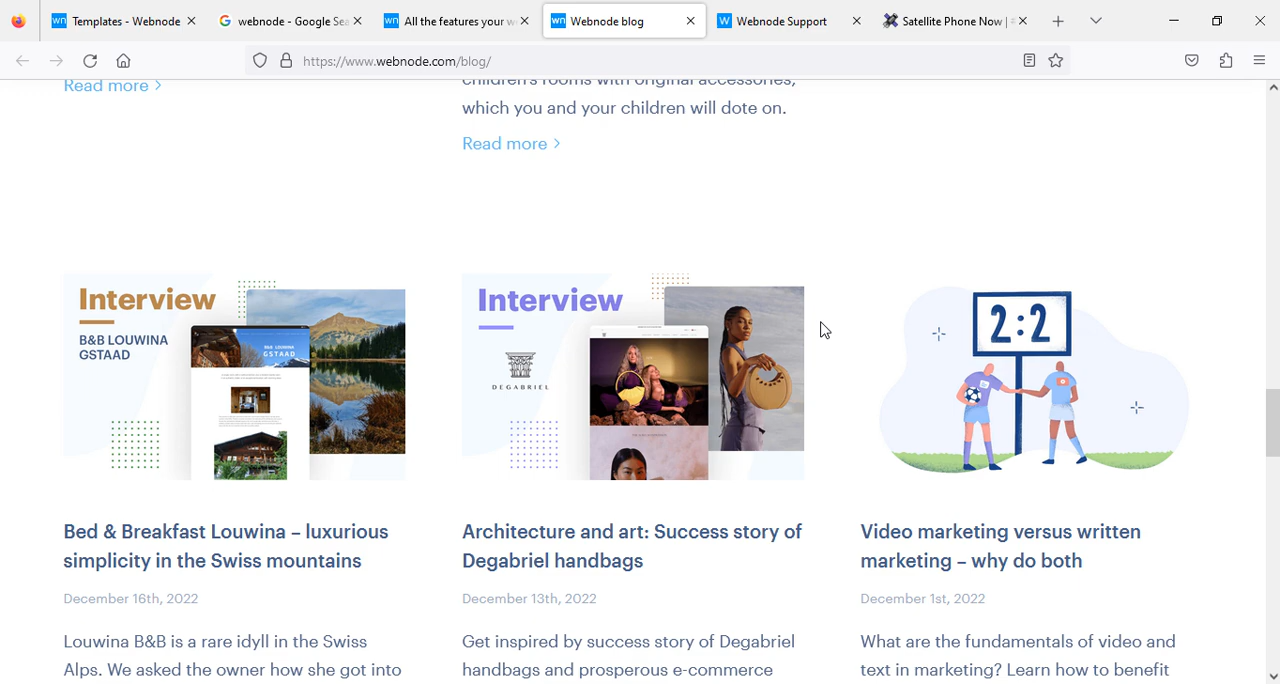 Templates - Webnode
webnode - Google Sea
All the features your w
Webnode blog
Webnode Support
Satellite Phone Now |
https://www.webnode.com/blog/
Read more >
children's rooms with original accessories,
which you and your children will dote on.
Read more >
Interview
B&B LOUWINA
GSTAAD
B&B LOUWINA
GSTAAD
Interview
DEGABRIEL
2:2
Bed & Breakfast Louwina – luxurious
simplicity in the Swiss mountains
December 16th, 2022
Louwina B&B is a rare idyll in the Swiss
Alps. We asked the owner how she got into
Architecture and art: Success story of
Degabriel handbags
December 13th, 2022
Get inspired by success story of Degabriel
handbags and prosperous e-commerce
Video marketing versus written
marketing – why do both
December 1st, 2022
What are the fundamentals of video and
text in marketing? Learn how to benefit